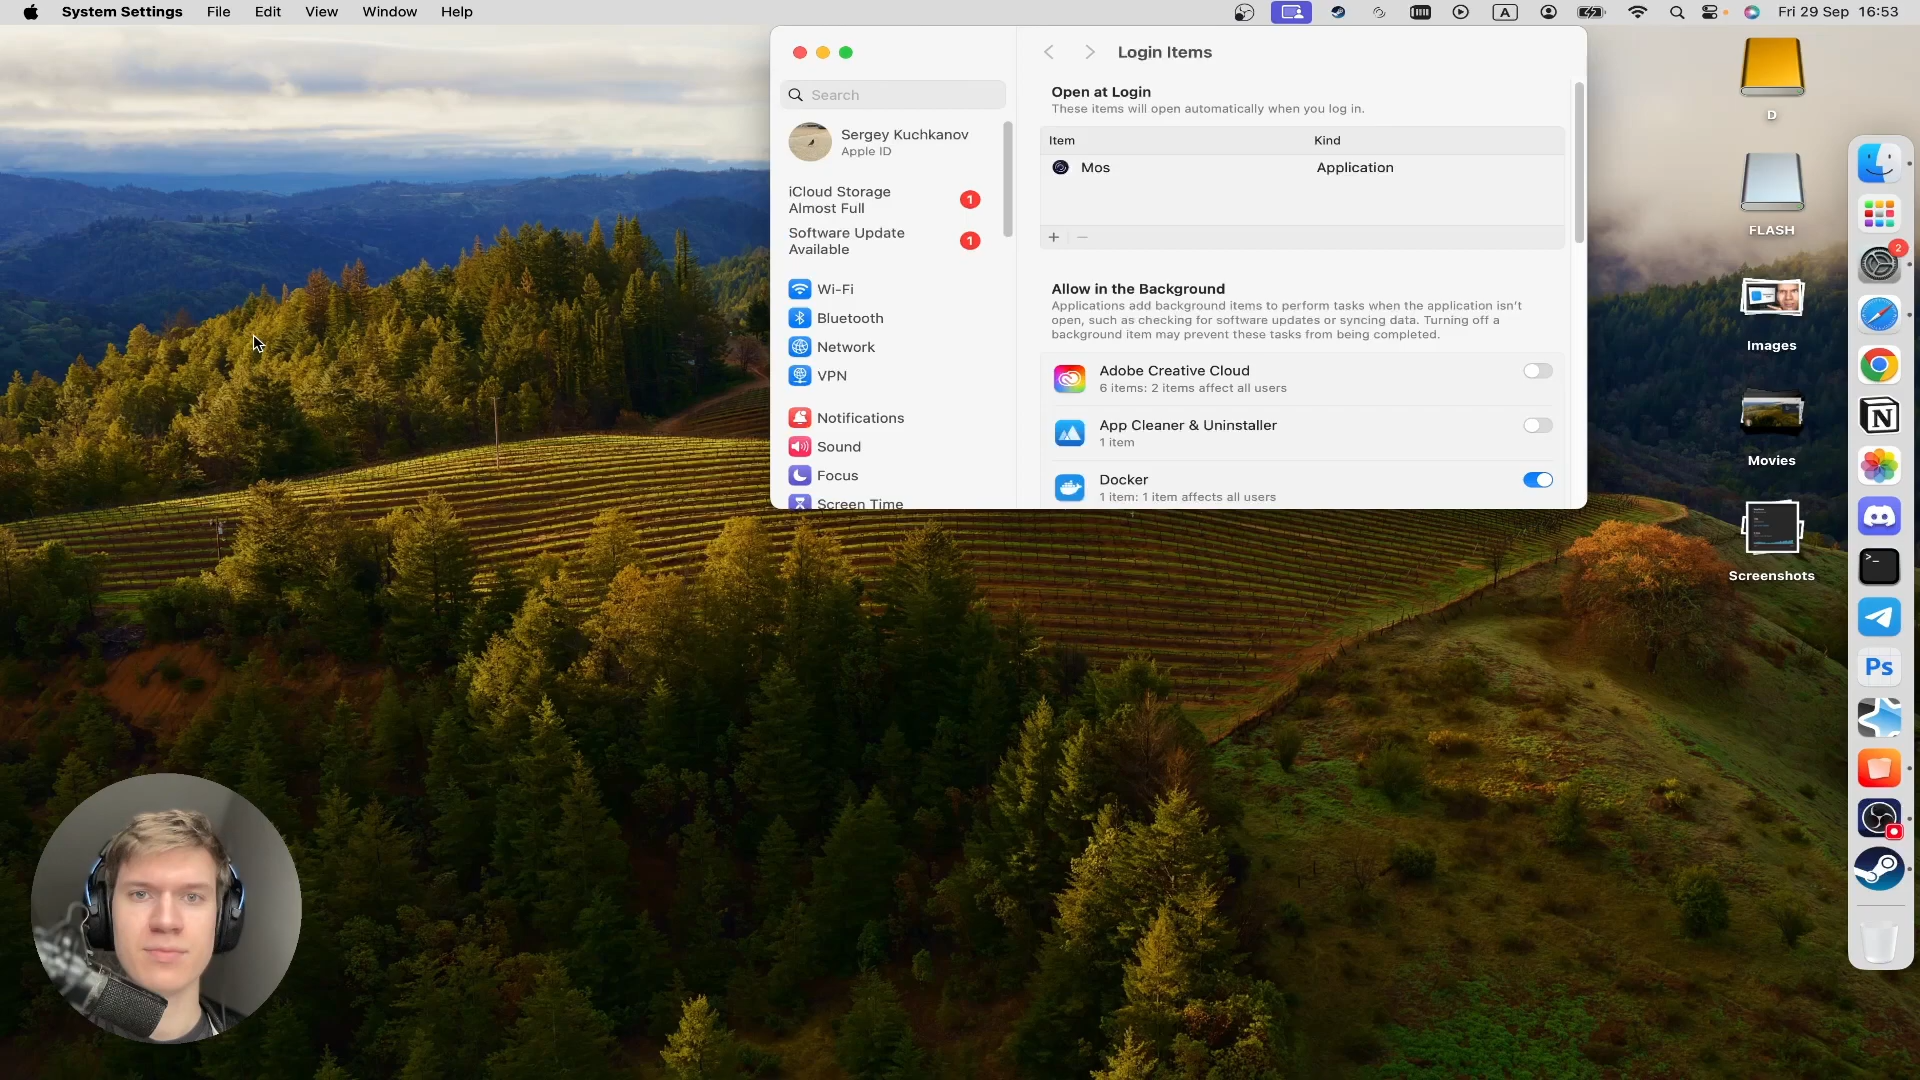 System Settings File Edit View Window Help
A
Fri 29 Sep 16:53
Login Items
Search
Sergey Kuchkanov
Apple ID
iCloud Storage
Almost Full
1
Software Update
Available
1
Wi-Fi
Bluetooth
Network
VPN
Notifications
Sound
Focus
Screen Time
Open at Login
These items will open automatically when you log in.
Item Kind
Mos Application
+ −
Allow in the Background
Applications add background items to perform tasks when the application isn't
open, such as checking for software updates or syncing data. Turning off a
background item may prevent these tasks from being completed.
Adobe Creative Cloud
6 items: 2 items affect all users
App Cleaner & Uninstaller
1 item
Docker
1 item: 1 item affects all users
D
FLASH
Images
Movies
Screenshots
2
N
>_
Ps